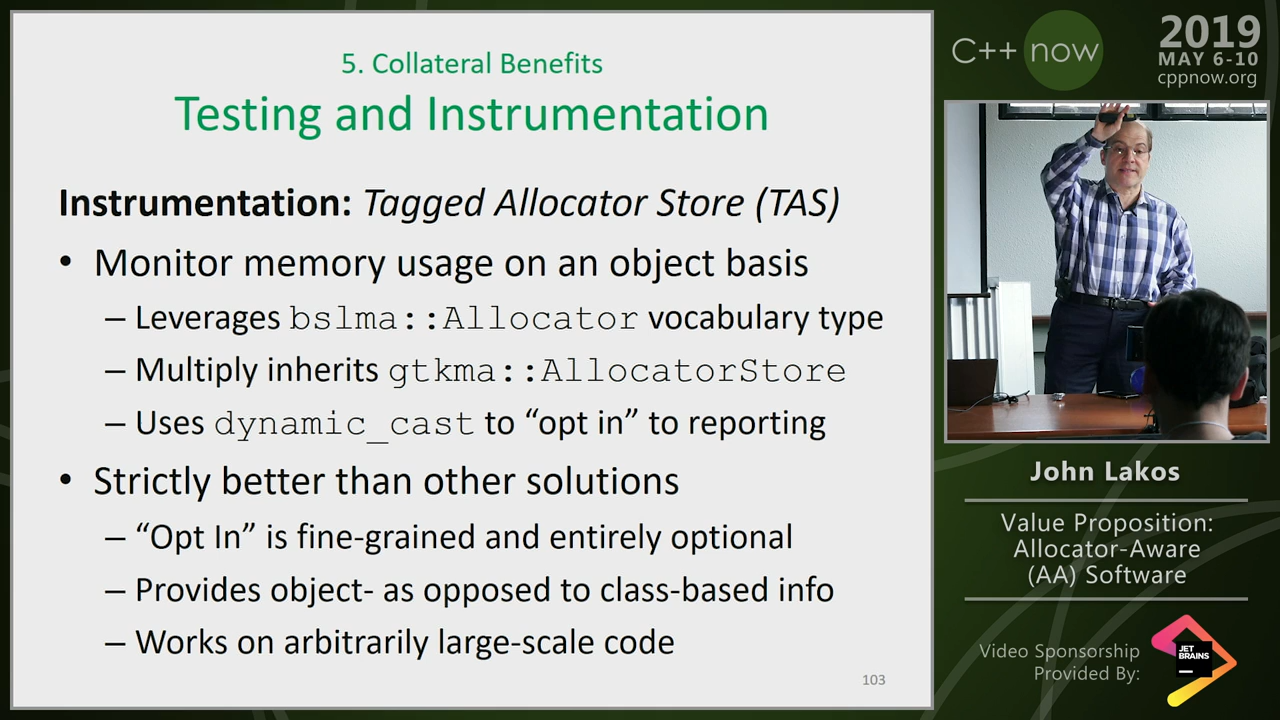 5. Collateral Benefits
Testing and Instrumentation
Instrumentation: Tagged Allocator Store (TAS)
• Monitor memory usage on an object basis
– Leverages bslma::Allocator vocabulary type
– Multiply inherits gtkma::AllocatorStore
– Uses dynamic_cast to “opt in” to reporting
• Strictly better than other solutions
– “Opt In” is fine-grained and entirely optional
– Provides object- as opposed to class-based info
– Works on arbitrarily large-scale code
103
C++ now
2019
MAY 6-10
cppnow.org
John Lakos
Value Proposition:
Allocator-Aware
(AA) Software
Video Sponsorship
Provided By:
JET
BRAINS